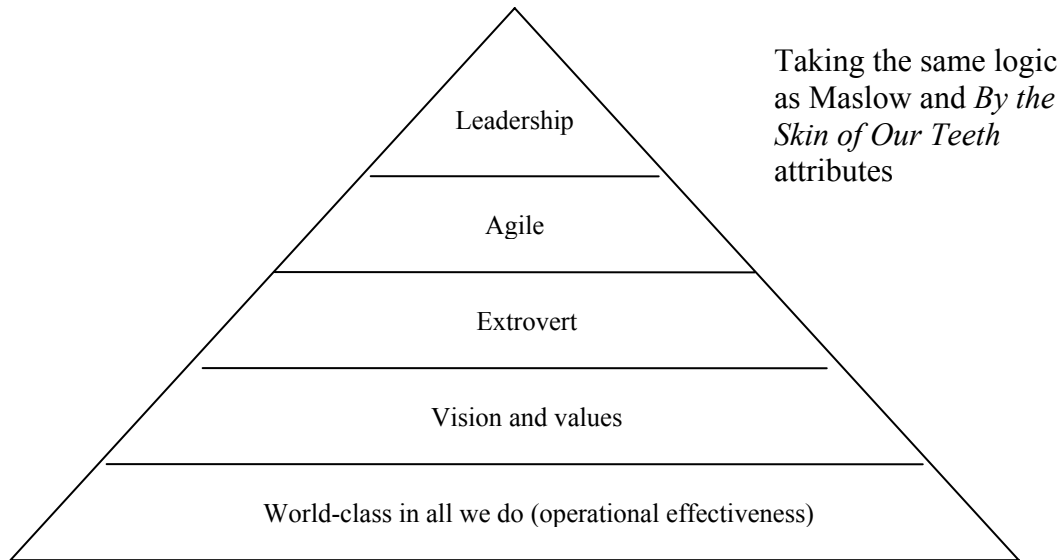 Taking the same logic
as Maslow and By the
Skin of Our Teeth
attributes
Leadership
Agile
Extrovert
Vision and values
World-class in all we do (operational effectiveness)